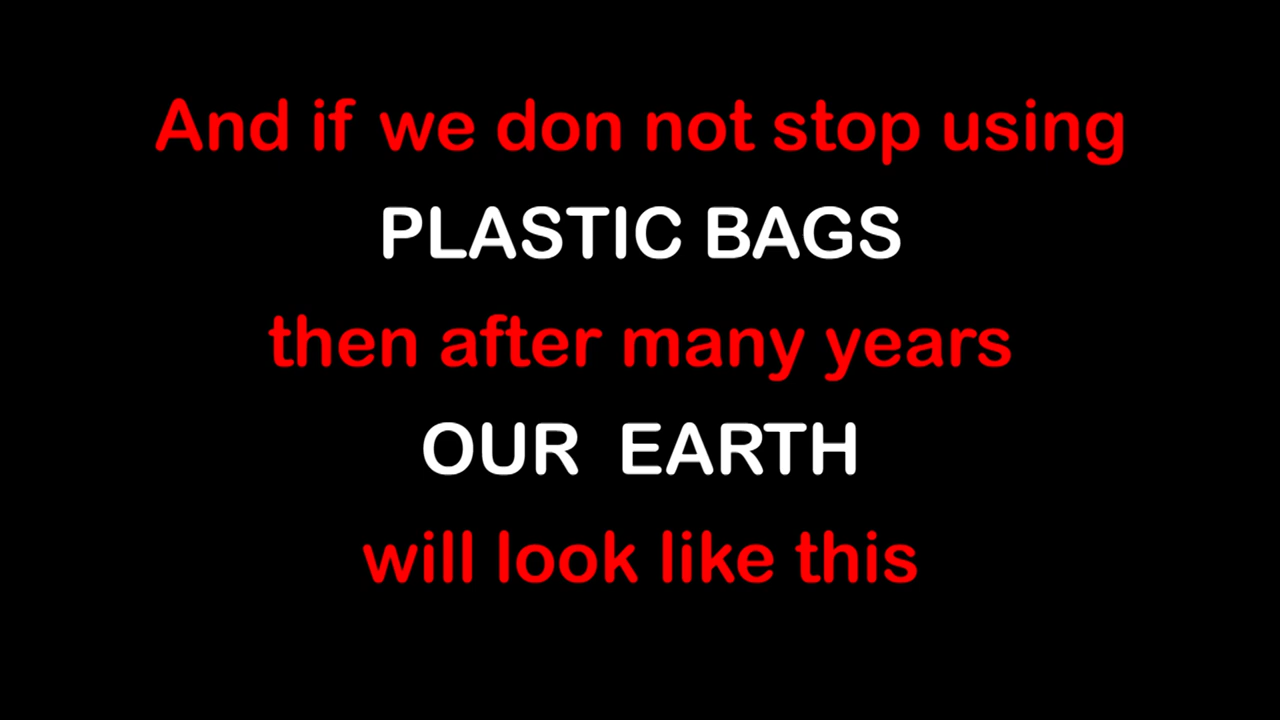 And if we don not stop using
PLASTIC BAGS
then after many years
OUR EARTH
will look like this